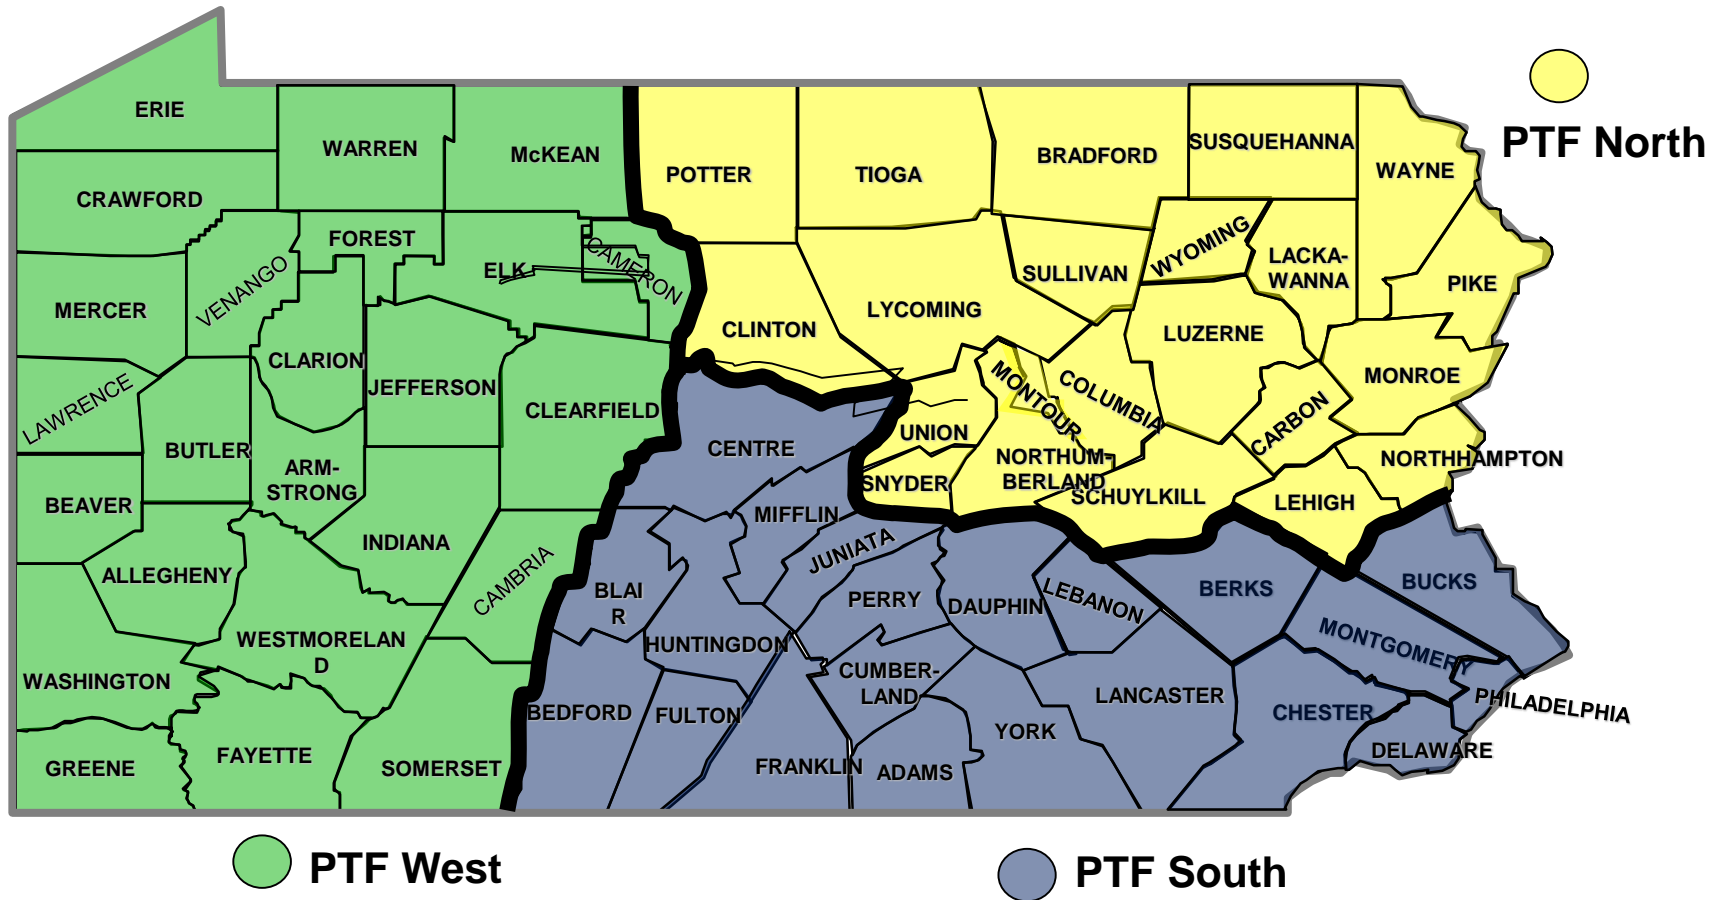 ERIE
WARREN
McKEAN
POTTER
TIOGA
BRADFORD
SUSQUEHANNA
WAYNE
PTF North
CRAWFORD
FOREST
ELK
CAMERON
SULLIVAN
WYOMING
LACKA-
WANNA
PIKE
MERCER
VENANGO
CLINTON
LYCOMING
LUZERNE
LAWRENCE
CLARION
JEFFERSON
CLEARFIELD
MONTOUR
COLUMBIA
MONROE
CARBON
BUTLER
CENTRE
UNION
SNYDER
NORTHUM-
BERLAND
SCHUYLKILL
NORTHHAMPTON
LEHIGH
BEAVER
ARM-
STRONG
INDIANA
MIFFLIN
JUNIATA
ALLEGHENY
CAMBRIA
BLAI
R
PERRY
DAUPHIN
LEBANON
BERKS
BUCKS
WESTMORELAN
D
HUNTINGDON
CUMBER-
LAND
MONTGOMERY
WASHINGTON
BEDFORD
FULTON
LANCASTER
CHESTER
PHILADELPHIA
GREENE
FAYETTE
SOMERSET
FRANKLIN
ADAMS
YORK
DELAWARE
PTF West
PTF South